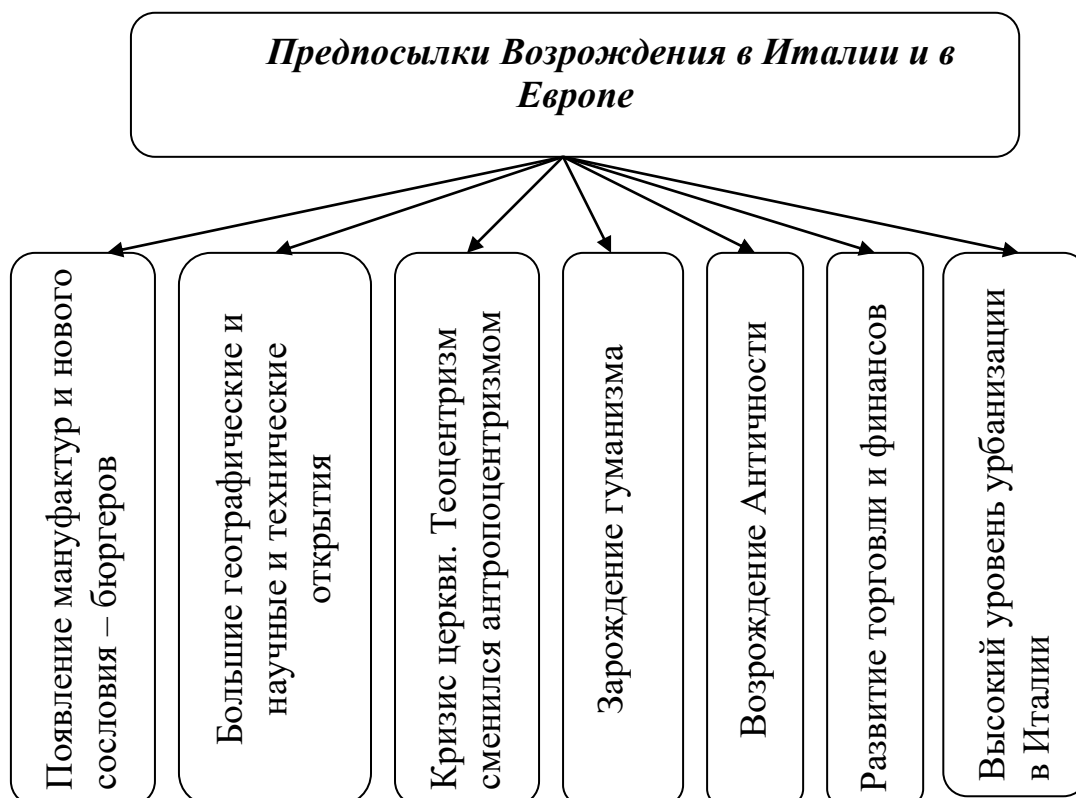 Предпосылки Возрождения в Италии и в
Европе
Появление мануфактур и нового
сословия – бюргеров
Большие географические и
научные и технические
открытия
Кризис церкви. Теоцентризм
сменился антропоцентризмом
Зарождение гуманизма
Возрождение Античности
Развитие торговли и финансов
Высокий уровень урбанизации
в Италии